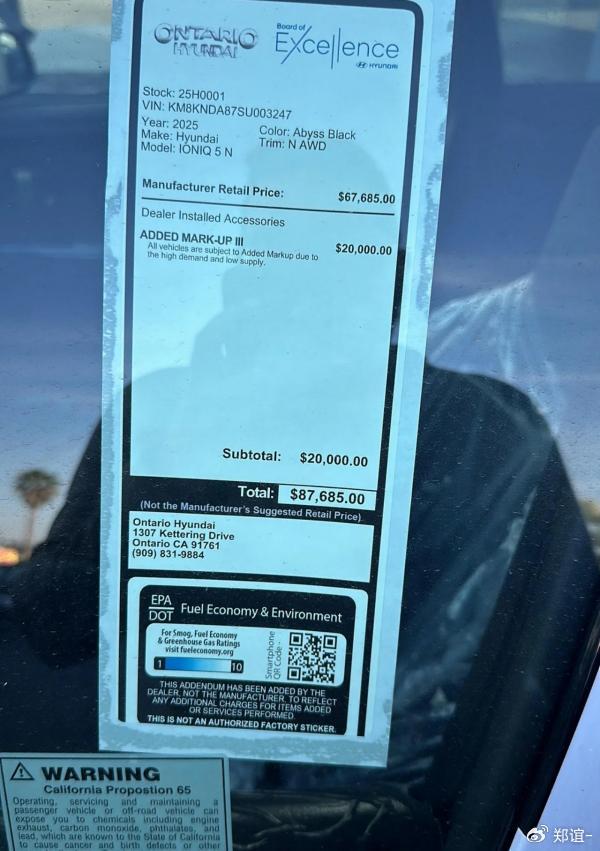 ONTARIO
HYUNDAI
Board of
Excellence
HYUNDAI
Stock: 25H0001
VIN: KM8KNDA87SU003247
Year: 2025
Color: Abyss Black
Make: Hyundai
Trim: N AWD
Model: IONIQ 5 N
Manufacturer Retail Price: $67,685.00
Dealer Installed Accessories
ADDED MARK-UP III $20,000.00
All vehicles are subject to Added Markup due to
the high demand and low supply.
Subtotal: $20,000.00
Total: $87,685.00
(Not the Manufacturer's Suggested Retail Price)
Ontario Hyundai
1307 Kettering Drive
Ontario CA 91761
(909) 831-9884
EPA
DOT
Fuel Economy & Environment
For Smog, Fuel Economy
& Greenhouse Gas Ratings
visit fueleconomy.org
1 10
Smartphone
QR Code
THIS ADDENDUM HAS BEEN ADDED BY THE
DEALER, NOT THE MANUFACTURER, TO REFLECT
ANY ADDITIONAL CHARGES FOR ITEMS ADDED
OR SERVICES PERFORMED.
THIS IS NOT AN AUTHORIZED FACTORY STICKER.
WARNING
California Propostion 65
Operating, servicing and maintaining a
passenger vehicle or off-road vehicle can
expose you to chemicals including engine
exhaust, carbon monoxide, phthalates, and
lead, which are known to the State of California
to cause cancer and birth defects or other
郑谊-